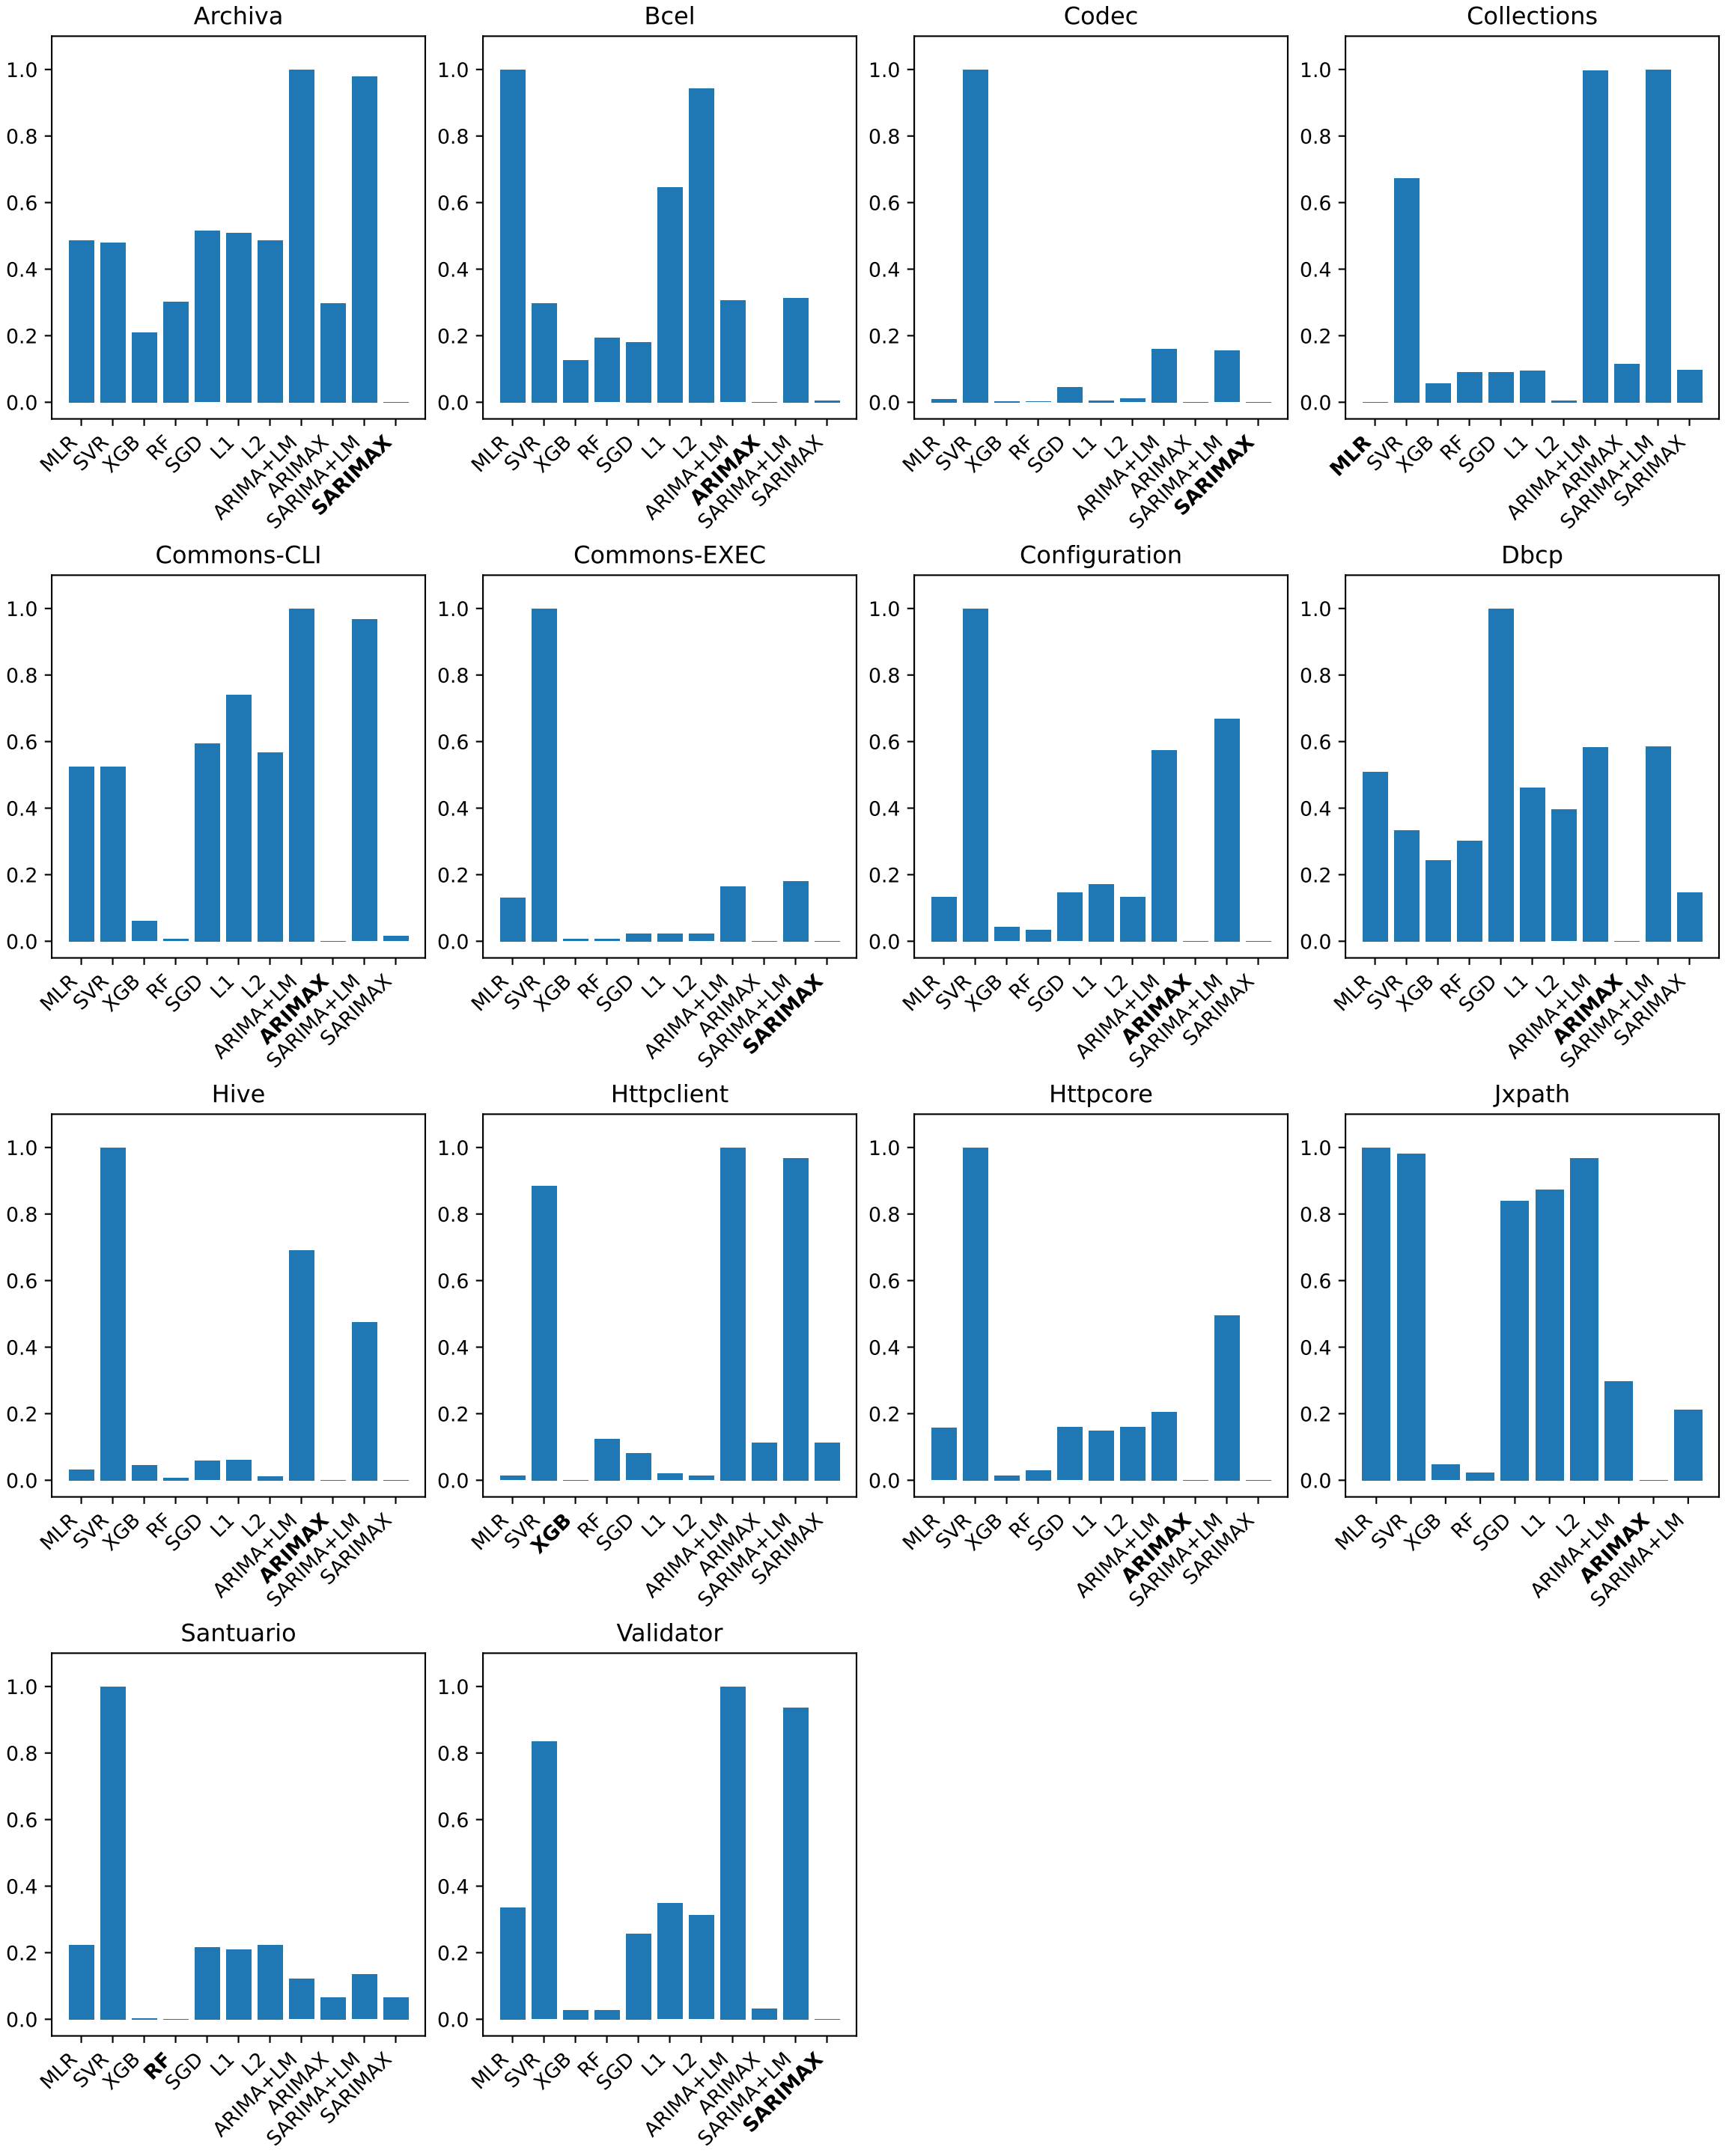 Archiva
1.0
0.8
0.6
0.4
0.2
0.0
MLR
SVR
XGB
RF
SGD
L1
L2
ARIMA+LM
ARIMAX
SARIMA+LM
SARIMAX
Bcel
1.0
0.8
0.6
0.4
0.2
0.0
MLR
SVR
XGB
RF
SGD
L1
L2
ARIMA+LM
ARIMAX
SARIMA+LM
SARIMAX
Codec
1.0
0.8
0.6
0.4
0.2
0.0
MLR
SVR
XGB
RF
SGD
L1
L2
ARIMA+LM
ARIMAX
SARIMA+LM
SARIMAX
Collections
1.0
0.8
0.6
0.4
0.2
0.0
MLR
SVR
XGB
RF
SGD
L1
L2
ARIMA+LM
ARIMAX
SARIMA+LM
SARIMAX
Commons-CLI
1.0
0.8
0.6
0.4
0.2
0.0
MLR
SVR
XGB
RF
SGD
L1
L2
ARIMA+LM
ARIMAX
SARIMA+LM
SARIMAX
Commons-EXEC
1.0
0.8
0.6
0.4
0.2
0.0
MLR
SVR
XGB
RF
SGD
L1
L2
ARIMA+LM
ARIMAX
SARIMA+LM
SARIMAX
Configuration
1.0
0.8
0.6
0.4
0.2
0.0
MLR
SVR
XGB
RF
SGD
L1
L2
ARIMA+LM
ARIMAX
SARIMA+LM
SARIMAX
Dbcp
1.0
0.8
0.6
0.4
0.2
0.0
MLR
SVR
XGB
RF
SGD
L1
L2
ARIMA+LM
ARIMAX
SARIMA+LM
SARIMAX
Hive
1.0
0.8
0.6
0.4
0.2
0.0
MLR
SVR
XGB
RF
SGD
L1
L2
ARIMA+LM
ARIMAX
SARIMA+LM
SARIMAX
Httpclient
1.0
0.8
0.6
0.4
0.2
0.0
MLR
SVR
XGB
RF
SGD
L1
L2
ARIMA+LM
ARIMAX
SARIMA+LM
SARIMAX
Httpcore
1.0
0.8
0.6
0.4
0.2
0.0
MLR
SVR
XGB
RF
SGD
L1
L2
ARIMA+LM
ARIMAX
SARIMA+LM
SARIMAX
Jxpath
1.0
0.8
0.6
0.4
0.2
0.0
MLR
SVR
XGB
RF
SGD
L1
L2
ARIMA+LM
ARIMAX
SARIMA+LM
Santuario
1.0
0.8
0.6
0.4
0.2
0.0
MLR
SVR
XGB
RF
SGD
L1
L2
ARIMA+LM
ARIMAX
SARIMA+LM
SARIMAX
Validator
1.0
0.8
0.6
0.4
0.2
0.0
MLR
SVR
XGB
RF
SGD
L1
L2
ARIMA+LM
ARIMAX
SARIMA+LM
SARIMAX